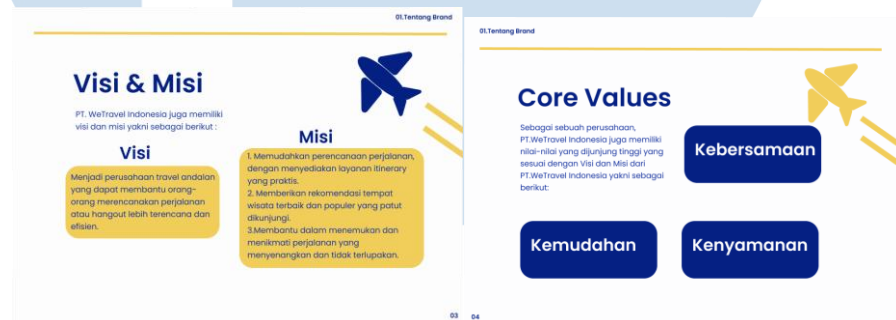 01.Tentang Brand
Visi & Misi
PT. WeTravel Indonesia juga memiliki
visi dan misi yakni sebagai berikut :
Visi
Menjadi perusahaan travel andalan
yang dapat membantu orang-
orang merencanakan perjalanan
atau hangout lebih terencana dan
efisien.
Misi
1. Memudahkan perencanaan perjalanan,
dengan menyediakan layanan itinerary
yang praktis.
2. Memberikan rekomendasi tempat
wisata terbaik dan populer yang patut
dikunjungi.
3.Membantu dalam menemukan dan
menikmati perjalanan yang
menyenangkan dan tidak terlupakan.
03
01.Tentang Brand
Core Values
Sebagai sebuah perusahaan,
PT.WeTravel Indonesia juga memiliki
nilai-nilai yang dijunjung tinggi yang
sesuai dengan Visi dan Misi dari
PT.WeTravel Indonesia yakni sebagai
berikut:
Kebersamaan
Kemudahan
Kenyamanan
04